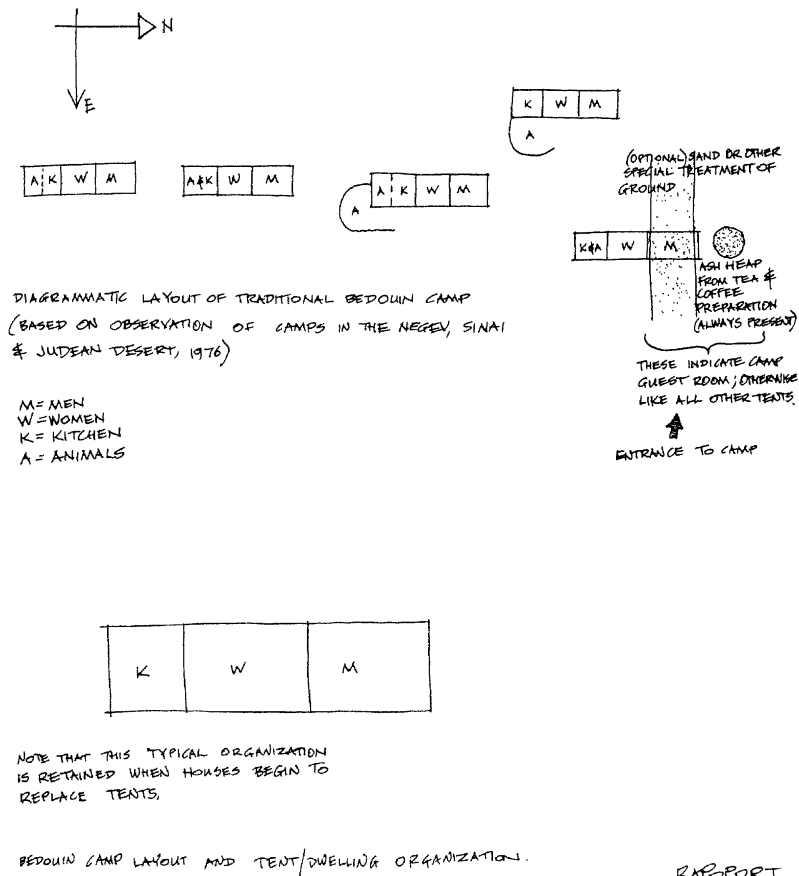 N
E
K W M
A
(OPTIONAL) SAND OR OTHER
SPECIAL TREATMENT OF
GROUND
A K W M
A&K W M
A K W M
A
K&A W M
ASH HEAP
FROM TEA &
COFFEE
PREPARATION
(ALWAYS PRESENT)
DIAGRAMMATIC LAYOUT OF TRADITIONAL BEDOUIN CAMP
(BASED ON OBSERVATION OF CAMPS IN THE NEGEV, SINAI
& JUDEAN DESERT, 1976)
THESE INDICATE CAMP
GUEST ROOM; OTHERWISE
LIKE ALL OTHER TENTS.
M = MEN
W = WOMEN
K = KITCHEN
A = ANIMALS
ENTRANCE TO CAMP
K W M
NOTE THAT THIS TYPICAL ORGANIZATION
IS RETAINED WHEN HOUSES BEGIN TO
REPLACE TENTS.
BEDOUIN CAMP LAYOUT AND TENT/DWELLING ORGANIZATION.
RAPOPORT